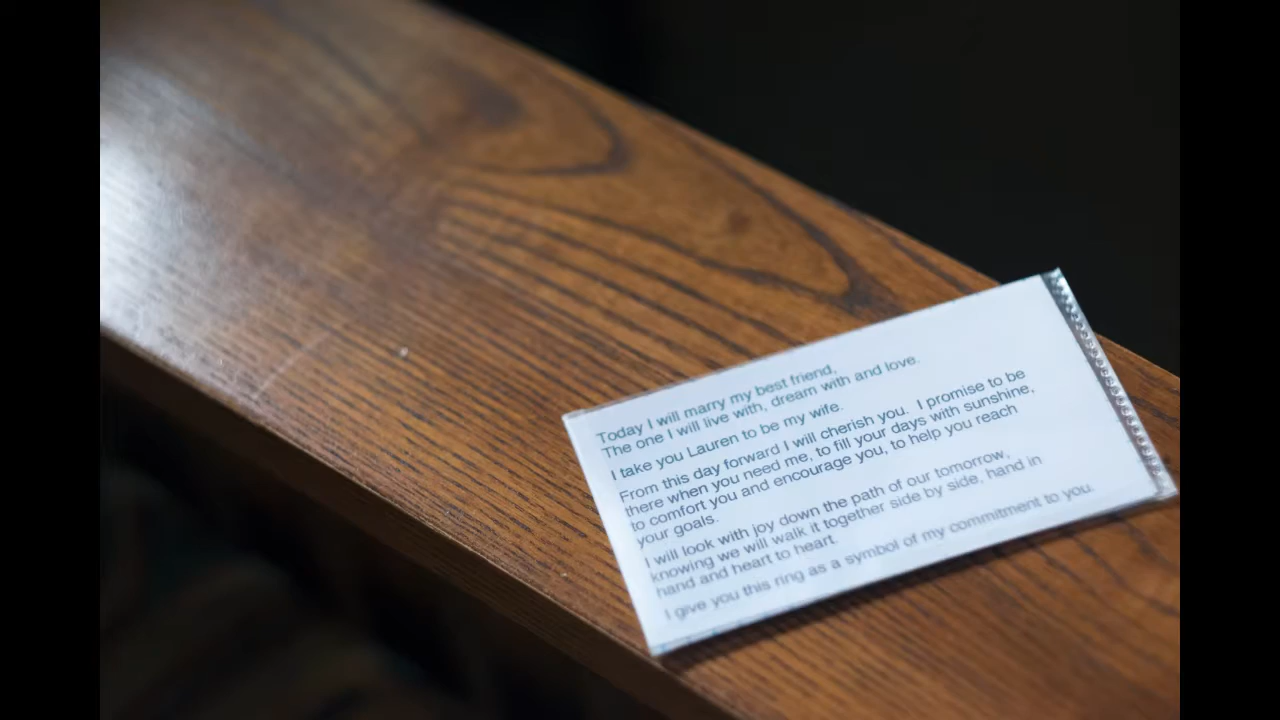 Today I will marry my best friend,
The one I will live with, dream with and love.
I take you Lauren to be my wife.
From this day forward I will cherish you. I promise to be
there when you need me, to fill your days with sunshine,
to comfort you and encourage you, to help you reach
your goals.
I will look with joy down the path of our tomorrow,
knowing we will walk it together side by side, hand in
hand and heart to heart.
I give you this ring as a symbol of my commitment to you.